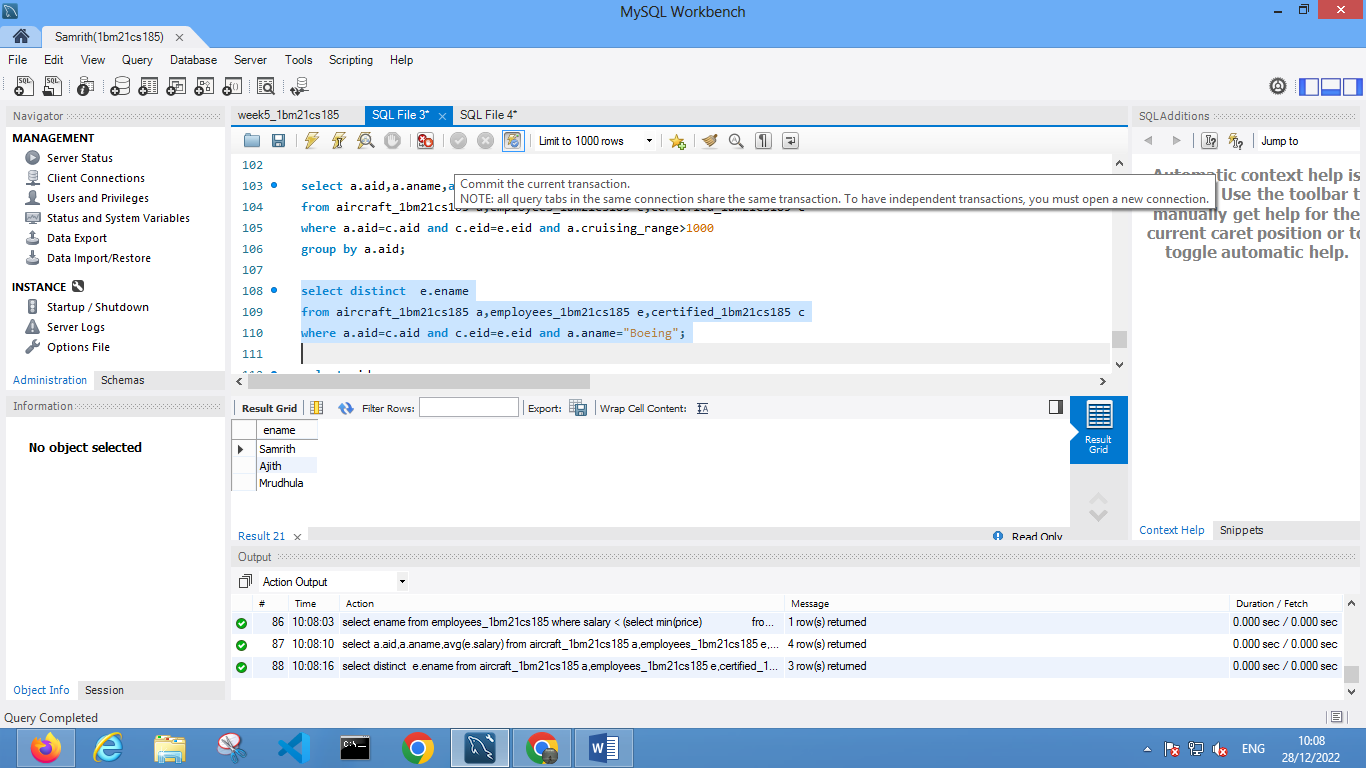 MySQL Workbench
Samrith(1bm21cs185)
File Edit View Query Database Server Tools Scripting Help
Navigator
MANAGEMENT
Server Status
Client Connections
Users and Privileges
Status and System Variables
Data Export
Data Import/Restore
INSTANCE
Startup / Shutdown
Server Logs
Options File
Administration Schemas
Information
No object selected
Object Info Session
week5_1bm21cs185 SQL File 3* SQL File 4*
Limit to 1000 rows
102
103 select a.aid,a.aname,a
Commit the current transaction.
NOTE: all query tabs in the same connection share the same transaction. To have independent transactions, you must open a new connection.
104 from aircraft_1bm21cs185 a,employees_1bm21cs185 e,certified_1bm21cs185 c
105 where a.aid=c.aid and c.eid=e.eid and a.cruising_range>1000
106 group by a.aid;
107
108 select distinct  e.ename
109 from aircraft_1bm21cs185 a,employees_1bm21cs185 e,certified_1bm21cs185 c
110 where a.aid=c.aid and c.eid=e.eid and a.aname="Boeing";
111
Result Grid Filter Rows: Export: Wrap Cell Content:
ename
Samrith
Ajith
Mrudhula
Result Grid
Result 21 Read Only
SQLAdditions
Jump to
Automatic context help is
Use the toolbar t
manually get help for the
current caret position or to
toggle automatic help.
Context Help Snippets
Output
Action Output
# Time Action Message Duration / Fetch
86 10:08:03 select ename from employees_1bm21cs185 where salary < (select min(price) fro... 1 row(s) returned 0.000 sec / 0.000 sec
87 10:08:10 select a.aid,a.aname,avg(e.salary) from aircraft_1bm21cs185 a,employees_1bm21cs185 e,... 4 row(s) returned 0.000 sec / 0.000 sec
88 10:08:16 select distinct  e.ename from aircraft_1bm21cs185 a,employees_1bm21cs185 e,certified_1... 3 row(s) returned 0.000 sec / 0.000 sec
Query Completed
ENG
10:08
28/12/2022